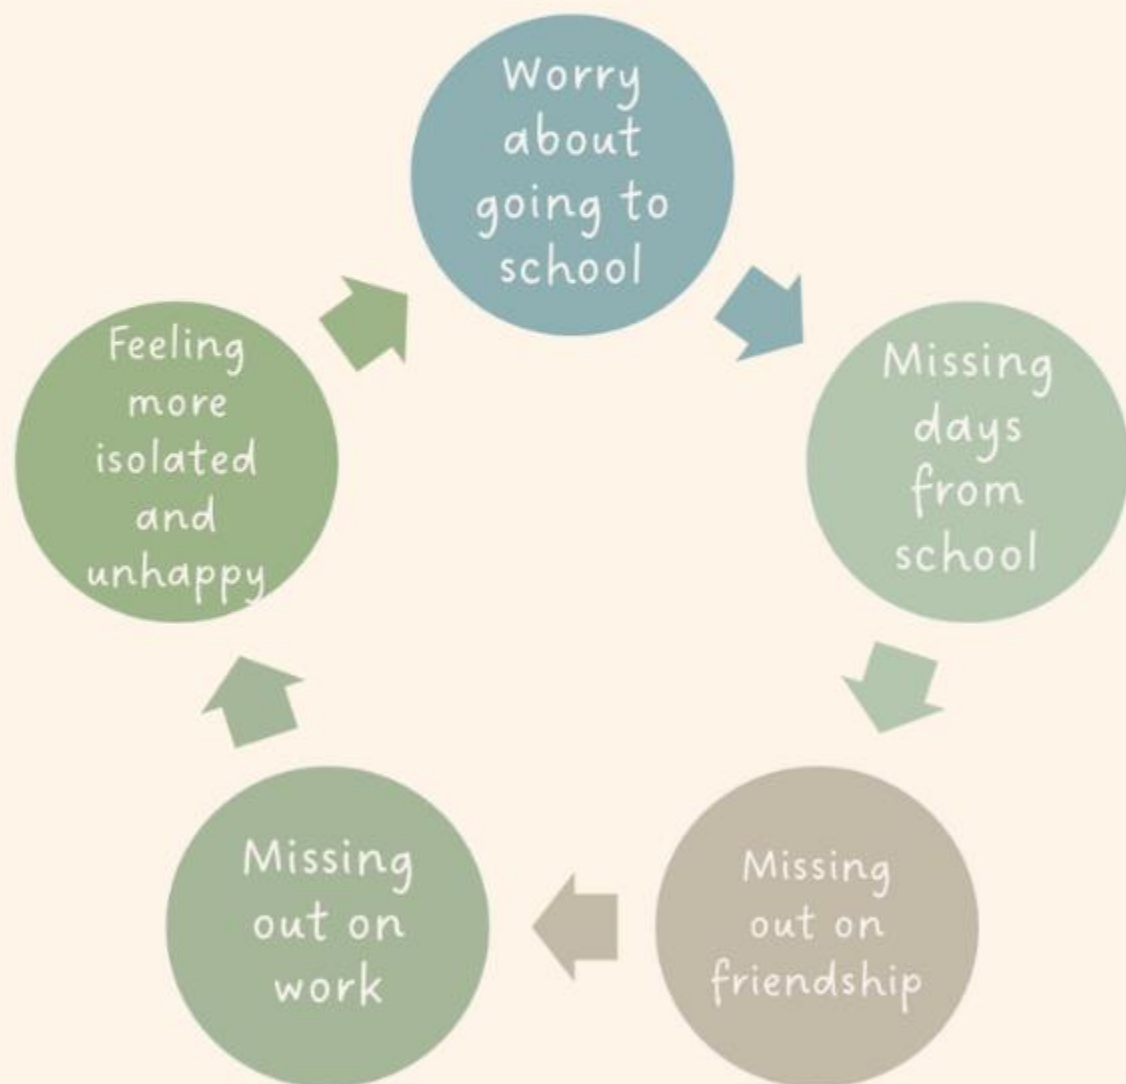 Worry
about
going to
school
Missing
days
from
school
Missing
out on
friendship
Missing
out on
work
Feeling
more
isolated
and
unhappy